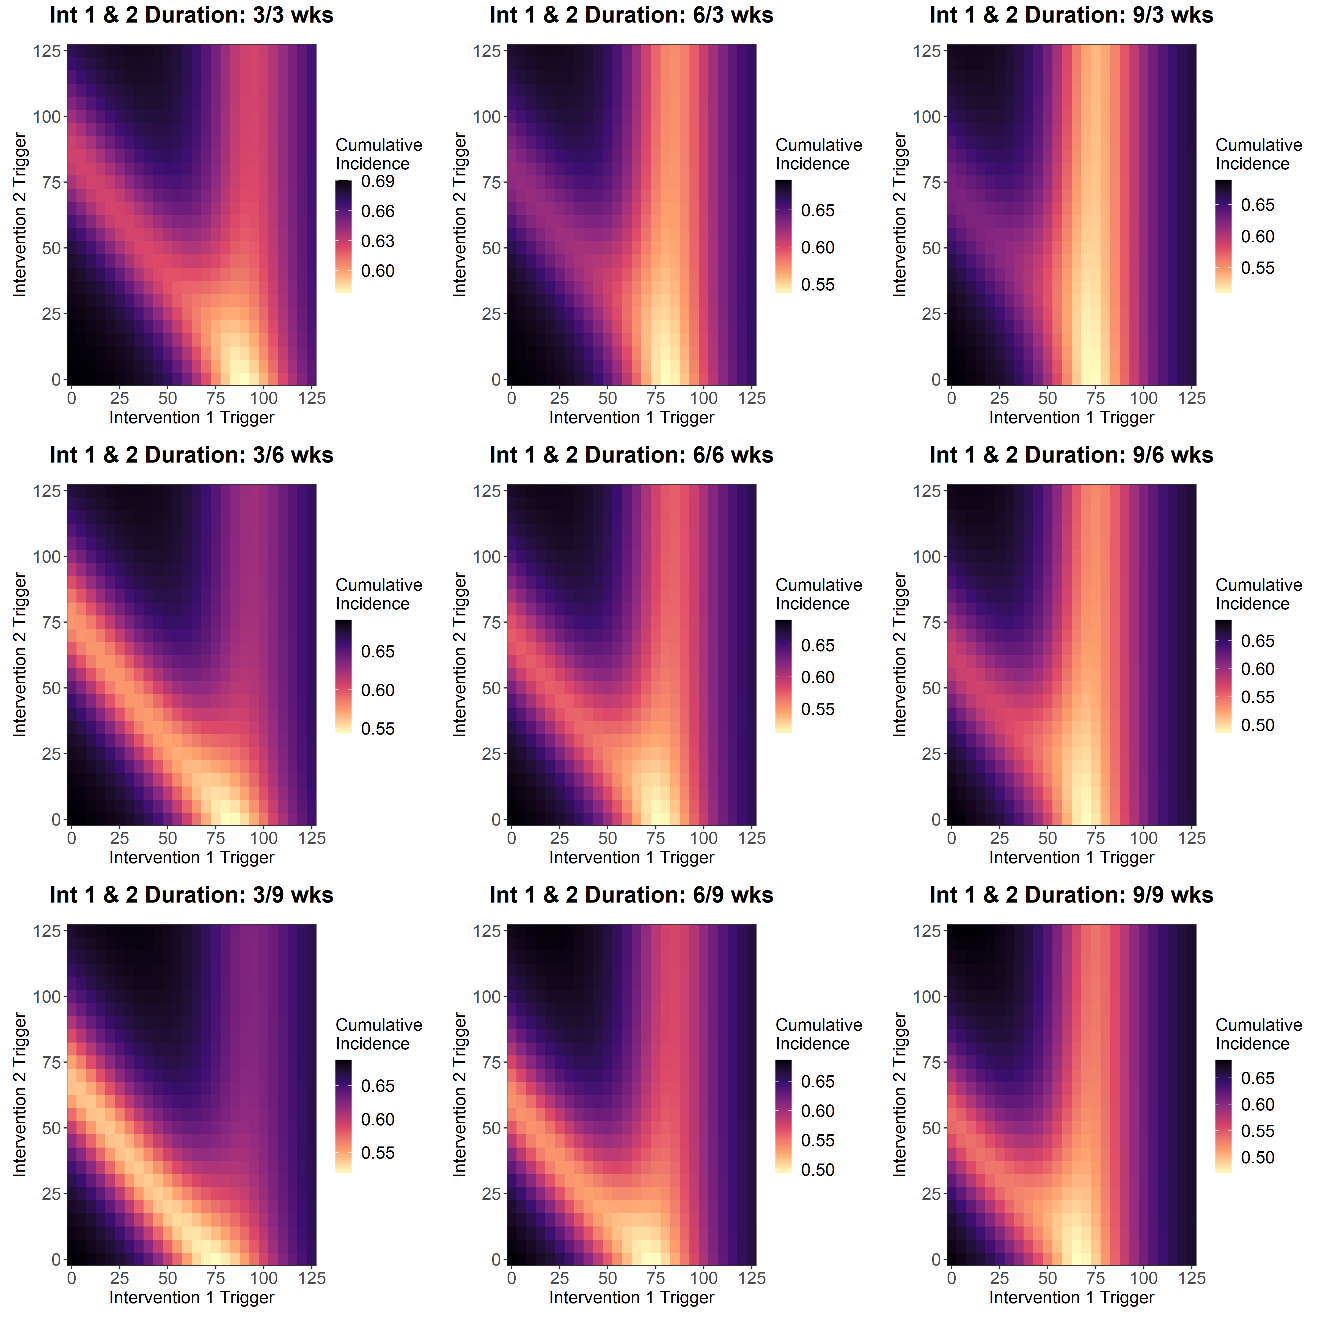 Int 1 & 2 Duration: 3/3 wks
125
100
75
50
25
0
0 25 50 75 100 125
Intervention 2 Trigger
Intervention 1 Trigger
Cumulative
Incidence
0.69
0.66
0.63
0.60
Int 1 & 2 Duration: 6/3 wks
125
100
75
50
25
0
0 25 50 75 100 125
Intervention 2 Trigger
Intervention 1 Trigger
Cumulative
Incidence
0.65
0.60
0.55
Int 1 & 2 Duration: 9/3 wks
125
100
75
50
25
0
0 25 50 75 100 125
Intervention 2 Trigger
Intervention 1 Trigger
Cumulative
Incidence
0.65
0.60
0.55
Int 1 & 2 Duration: 3/6 wks
125
100
75
50
25
0
0 25 50 75 100 125
Intervention 2 Trigger
Intervention 1 Trigger
Cumulative
Incidence
0.65
0.60
0.55
Int 1 & 2 Duration: 6/6 wks
125
100
75
50
25
0
0 25 50 75 100 125
Intervention 2 Trigger
Intervention 1 Trigger
Cumulative
Incidence
0.65
0.60
0.55
Int 1 & 2 Duration: 9/6 wks
125
100
75
50
25
0
0 25 50 75 100 125
Intervention 2 Trigger
Intervention 1 Trigger
Cumulative
Incidence
0.65
0.60
0.55
0.50
Int 1 & 2 Duration: 3/9 wks
125
100
75
50
25
0
0 25 50 75 100 125
Intervention 2 Trigger
Intervention 1 Trigger
Cumulative
Incidence
0.65
0.60
0.55
Int 1 & 2 Duration: 6/9 wks
125
100
75
50
25
0
0 25 50 75 100 125
Intervention 2 Trigger
Intervention 1 Trigger
Cumulative
Incidence
0.65
0.60
0.55
0.50
Int 1 & 2 Duration: 9/9 wks
125
100
75
50
25
0
0 25 50 75 100 125
Intervention 2 Trigger
Intervention 1 Trigger
Cumulative
Incidence
0.65
0.60
0.55
0.50